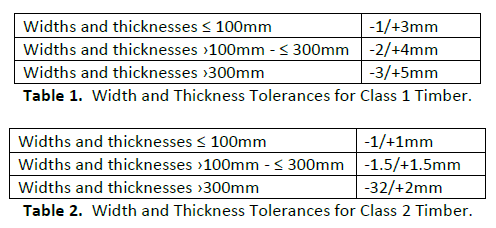 Widths and thicknesses ≤ 100mm -1/+3mm
Widths and thicknesses ›100mm - ≤ 300mm -2/+4mm
Widths and thicknesses ›300mm -3/+5mm
Table 1. Width and Thickness Tolerances for Class 1 Timber.
Widths and thicknesses ≤ 100mm -1/+1mm
Widths and thicknesses ›100mm - ≤ 300mm -1.5/+1.5mm
Widths and thicknesses ›300mm -32/+2mm
Table 2. Width and Thickness Tolerances for Class 2 Timber.